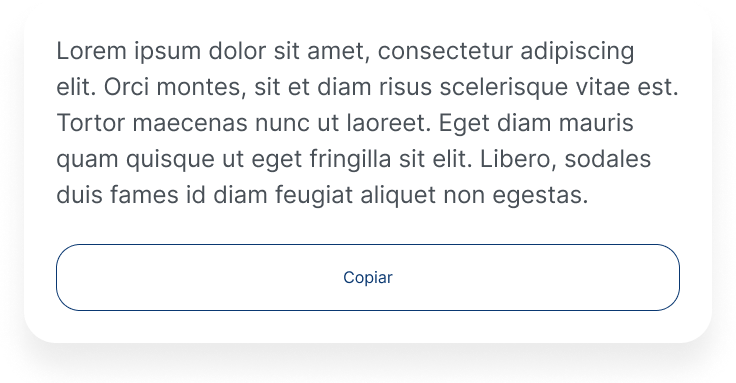 Lorem ipsum dolor sit amet, consectetur adipiscing
elit. Orci montes, sit et diam risus scelerisque vitae est.
Tortor maecenas nunc ut laoreet. Eget diam mauris
quam quisque ut eget fringilla sit elit. Libero, sodales
duis fames id diam feugiat aliquet non egestas.
Copiar